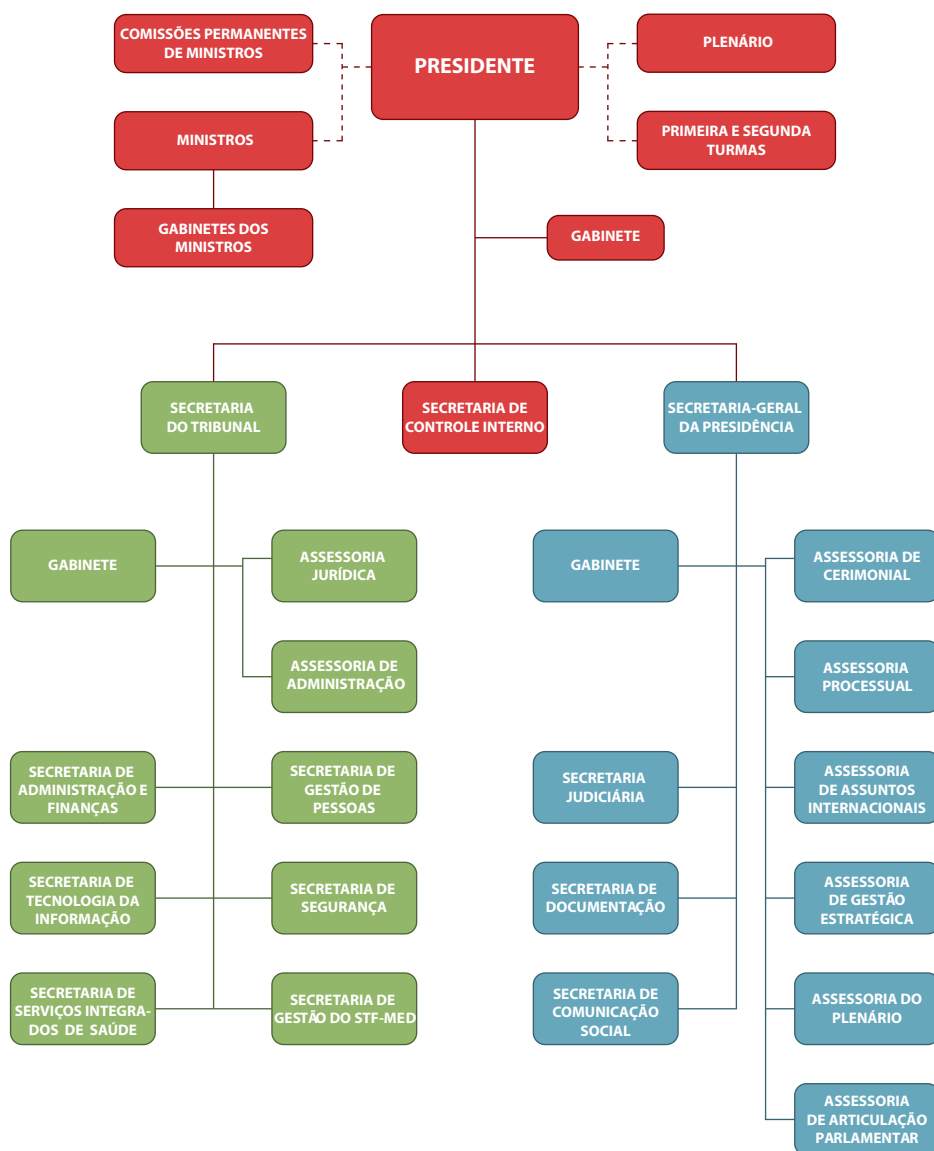 COMISSÕES PERMANENTES
DE MINISTROS
PRESIDENTE
PLENÁRIO
MINISTROS
PRIMEIRA E SEGUNDA
TURMAS
GABINETES DOS
MINISTROS
GABINETE
SECRETARIA
DO TRIBUNAL
SECRETARIA DE
CONTROLE INTERNO
SECRETARIA-GERAL
DA PRESIDÊNCIA
GABINETE
ASSESSORIA
JURÍDICA
GABINETE
ASSESSORIA DE
CERIMONIAL
ASSESSORIA DE
ADMINISTRAÇÃO
ASSESSORIA
PROCESSUAL
SECRETARIA DE
ADMINISTRAÇÃO E
FINANÇAS
SECRETARIA DE
GESTÃO DE
PESSOAS
SECRETARIA
JUDICIÁRIA
ASSESSORIA
DE ASSUNTOS
INTERNACIONAIS
SECRETARIA DE
TECNOLOGIA DA
INFORMAÇÃO
SECRETARIA DE
SEGURANÇA
SECRETARIA DE
DOCUMENTAÇÃO
ASSESSORIA
DE GESTÃO
ESTRATÉGICA
SECRETARIA DE
SERVIÇOS INTEGRA-
DOS DE SAÚDE
SECRETARIA DE
GESTÃO DO STF-MED
SECRETARIA DE
COMUNICAÇÃO
SOCIAL
ASSESSORIA DO
PLENÁRIO
ASSESSORIA
DE ARTICULAÇÃO
PARLAMENTAR